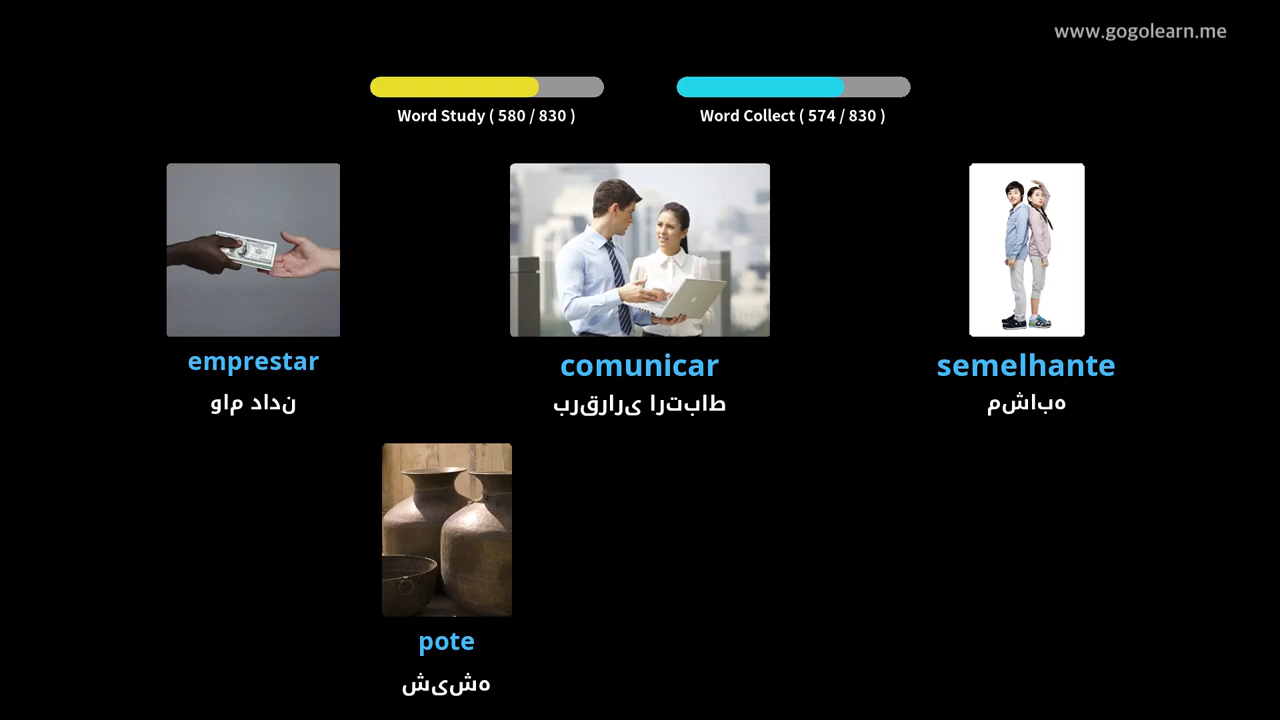 www.gogolearn.me
Word Study ( 580 / 830 )
Word Collect ( 574 / 830 )
emprestar
وام دادن
comunicar
برقراری ارتباط
semelhante
مشابه
pote
شیشه